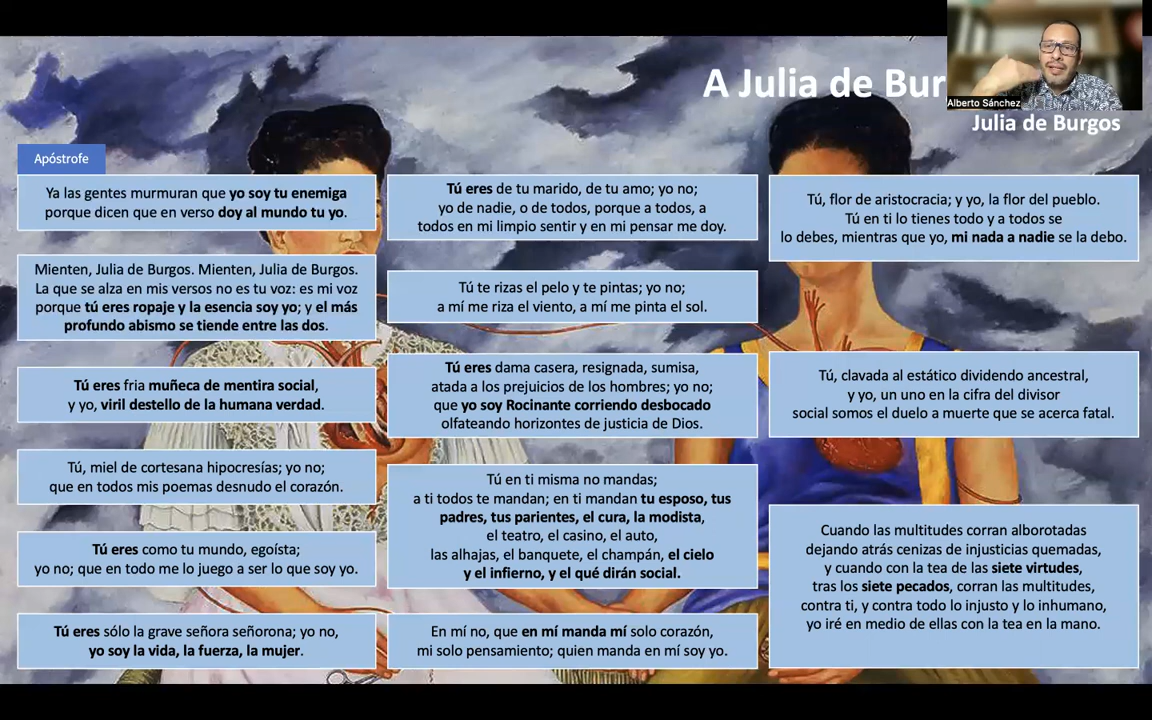 A Julia de Bur
Alberto Sánchez
Julia de Burgos
Apóstrofe
Ya las gentes murmuran que yo soy tu enemiga
porque dicen que en verso doy al mundo tu yo.
Mienten, Julia de Burgos. Mienten, Julia de Burgos.
La que se alza en mis versos no es tu voz: es mi voz
porque tú eres ropaje y la esencia soy yo; y el más
profundo abismo se tiende entre las dos.
Tú eres fria muñeca de mentira social,
y yo, viril destello de la humana verdad.
Tú, miel de cortesana hipocresías; yo no;
que en todos mis poemas desnudo el corazón.
Tú eres como tu mundo, egoísta;
yo no; que en todo me lo juego a ser lo que soy yo.
Tú eres sólo la grave señora señorona; yo no,
yo soy la vida, la fuerza, la mujer.
Tú eres de tu marido, de tu amo; yo no;
yo de nadie, o de todos, porque a todos, a
todos en mi limpio sentir y en mi pensar me doy.
Tú te rizas el pelo y te pintas; yo no;
a mí me riza el viento, a mí me pinta el sol.
Tú eres dama casera, resignada, sumisa,
atada a los prejuicios de los hombres; yo no;
que yo soy Rocinante corriendo desbocado
olfateando horizontes de justicia de Dios.
Tú en ti misma no mandas;
a ti todos te mandan; en ti mandan tu esposo, tus
padres, tus parientes, el cura, la modista,
el teatro, el casino, el auto,
las alhajas, el banquete, el champán, el cielo
y el infierno, y el qué dirán social.
En mí no, que en mí manda mí solo corazón,
mi solo pensamiento; quien manda en mí soy yo.
Tú, flor de aristocracia; y yo, la flor del pueblo.
Tú en ti lo tienes todo y a todos se
lo debes, mientras que yo, mi nada a nadie se la debo.
Tú, clavada al estático dividendo ancestral,
y yo, un uno en la cifra del divisor
social somos el duelo a muerte que se acerca fatal.
Cuando las multitudes corran alborotadas
dejando atrás cenizas de injusticias quemadas,
y cuando con la tea de las siete virtudes,
tras los siete pecados, corran las multitudes,
contra ti, y contra todo lo injusto y lo inhumano,
yo iré en medio de ellas con la tea en la mano.